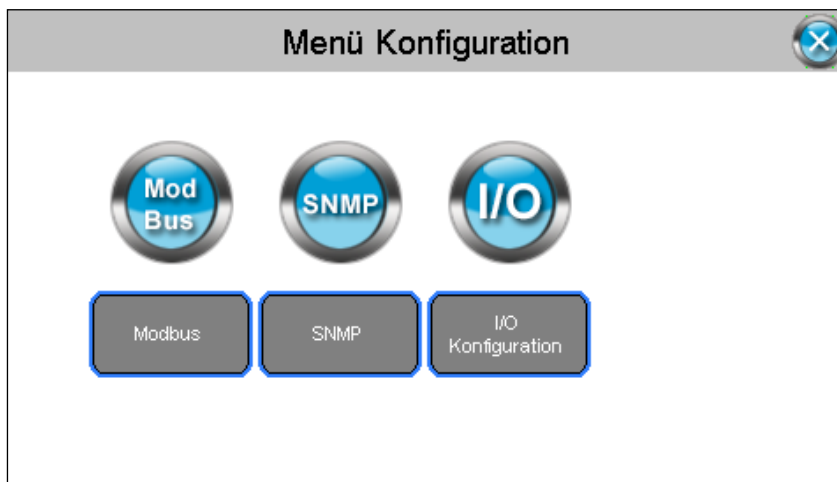 Menü Konfiguration
Mod
Bus
SNMP
I/O
Modbus
SNMP
I/O
Konfiguration